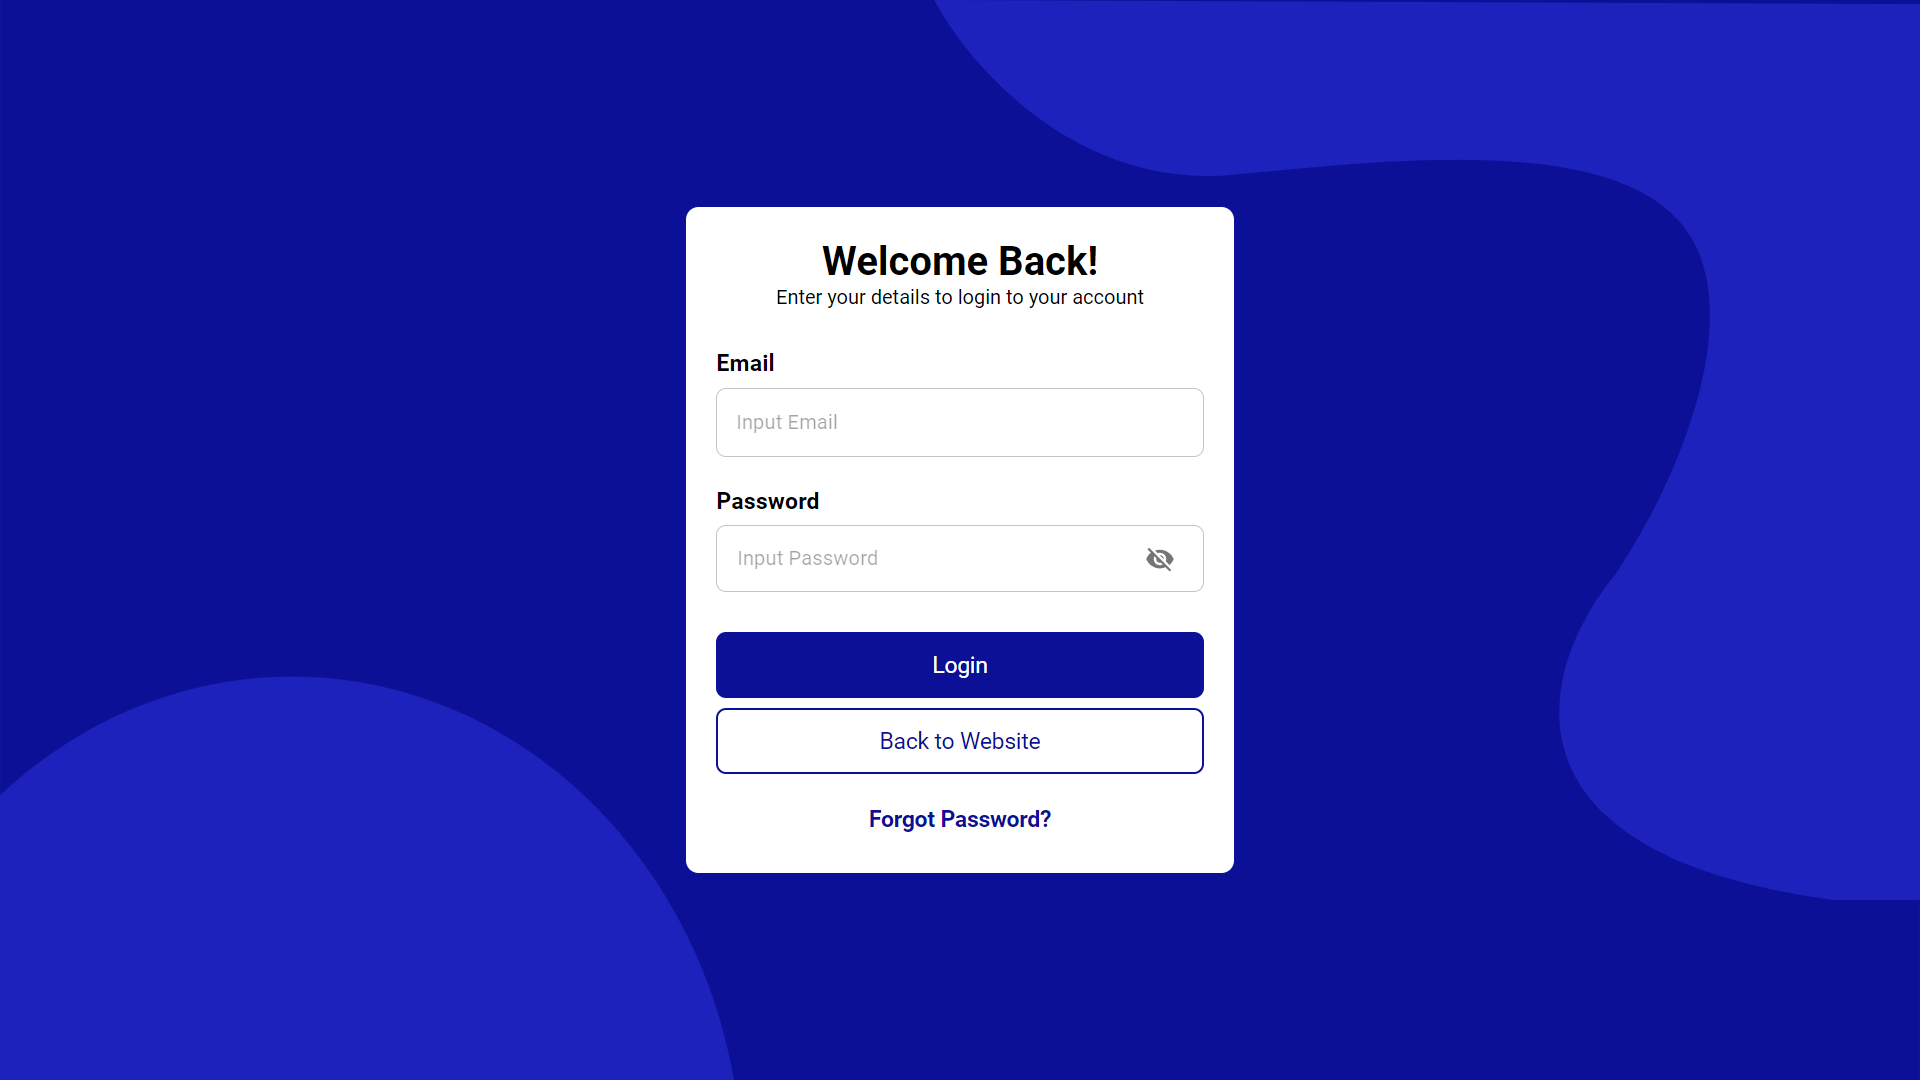 Welcome Back!
Enter your details to login to your account
Email
Input Email
Password
Input Password
Login
Back to Website
Forgot Password?